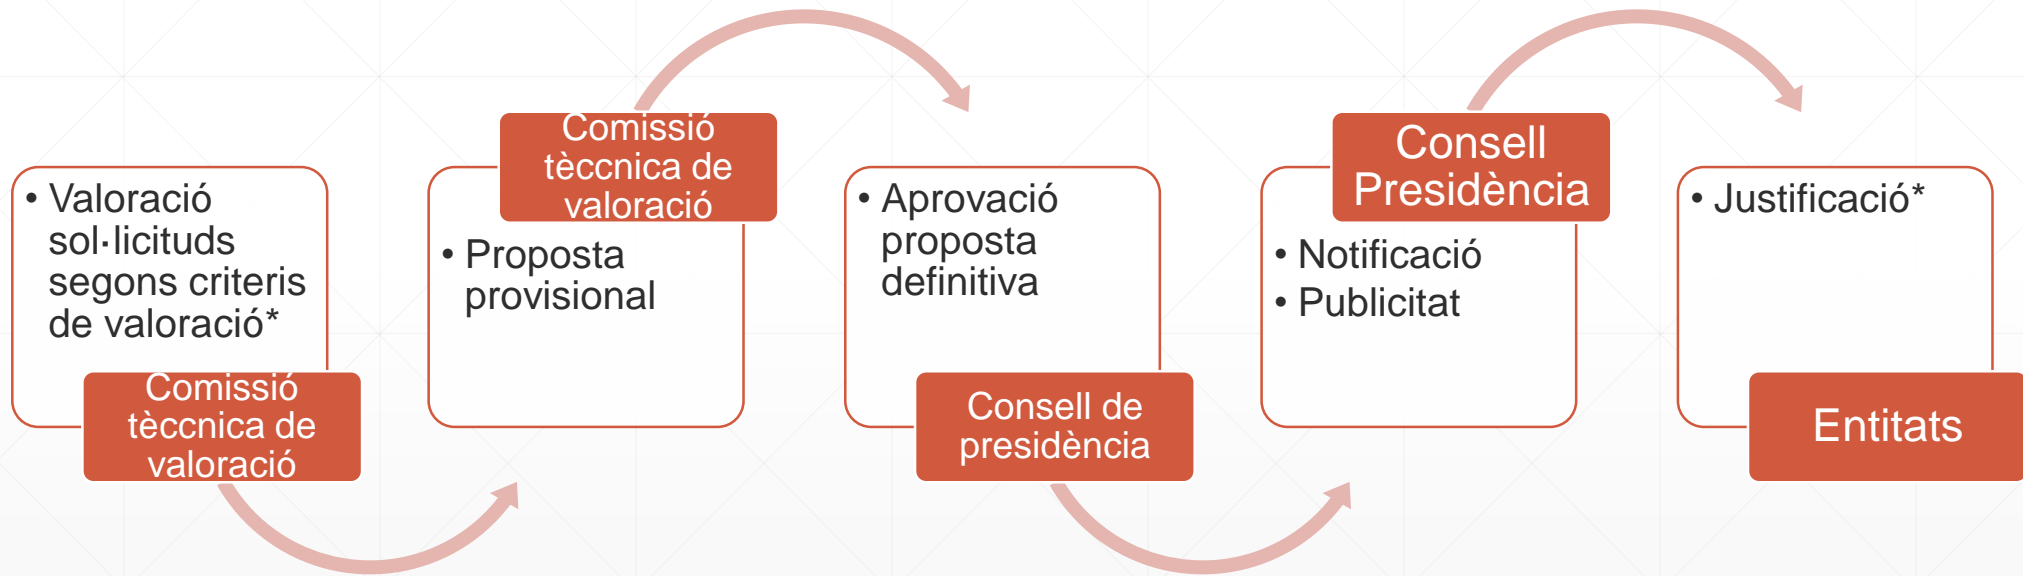 • Valoració
sol·licituds
segons criteris
de valoració*
Comissió
tèccnica de
valoració
Comissió
tèccnica de
valoració
• Proposta
provisional
• Aprovació
proposta
definitiva
Consell de
presidència
Consell
Presidència
• Notificació
• Publicitat
• Justificació*
Entitats